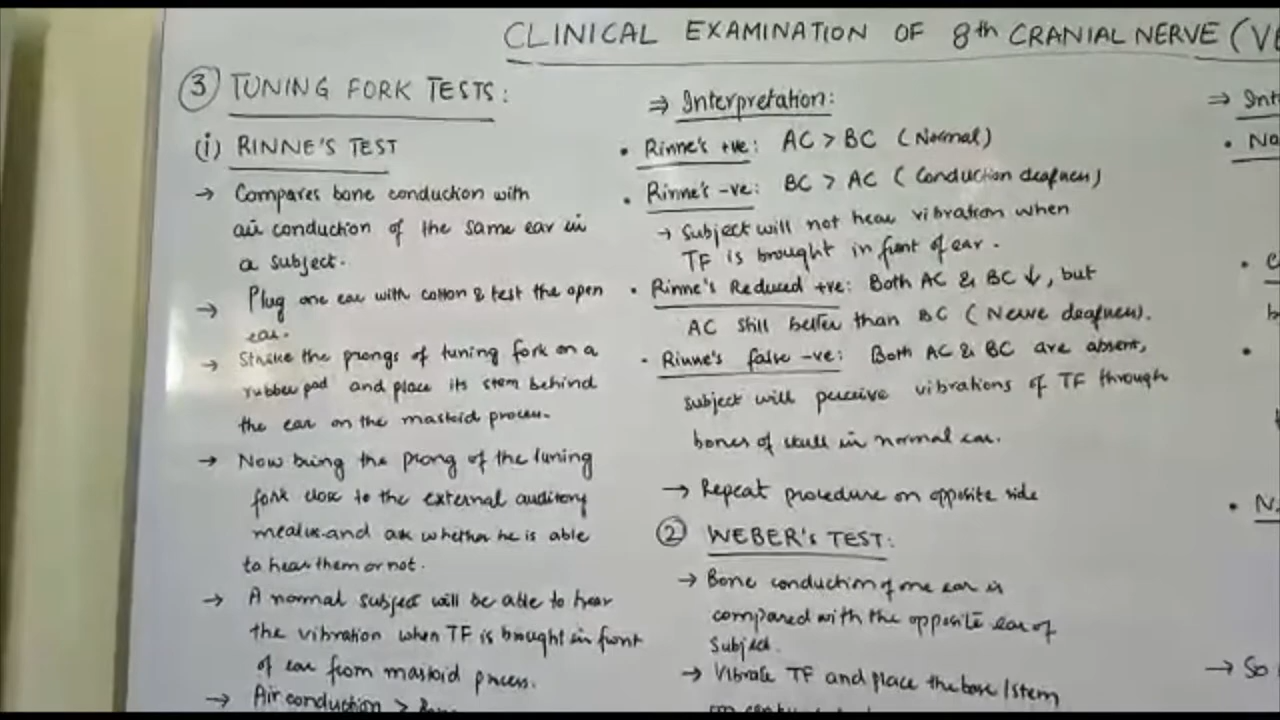 CLINICAL EXAMINATION OF 8th CRANIAL NERVE (VE
③ TUNING FORK TESTS:
(i) RINNE'S TEST
→ Compares bone conduction with
air conduction of the same ear in
a subject.
→ Plug one ear with cotton & test the open
ear.
→ Strike the prongs of tuning fork on a
rubber pad and place its stem behind
the ear on the mastoid process.
→ Now bring the prong of the tuning
fork close to the external auditory
meatus and ask whether he is able
to hear them or not.
→ A normal subject will be able to hear
the vibration when TF is brought in front
of ear from mastoid process.
→ Air conduction >
⇒ Interpretation:
• Rinne's +ve: AC > BC (Normal)
• Rinne's -ve: BC > AC (Conduction deafness)
→ Subject will not hear vibration when
TF is brought in front of ear.
• Rinne's Reduced +ve: Both AC & BC ↓, but
AC still better than BC (Nerve deafness).
• Rinne's false -ve: Both AC & BC are absent,
subject will perceive vibrations of TF through
bones of skull in normal ear.
→ Repeat procedure on opposite side
② WEBER'S TEST:
→ Bone conduction of one ear is
compared with the opposite ear of
subject.
→ Vibrate TF and place the base/stem
on
⇒ Int
• No
• C
b
•
• N
→ So